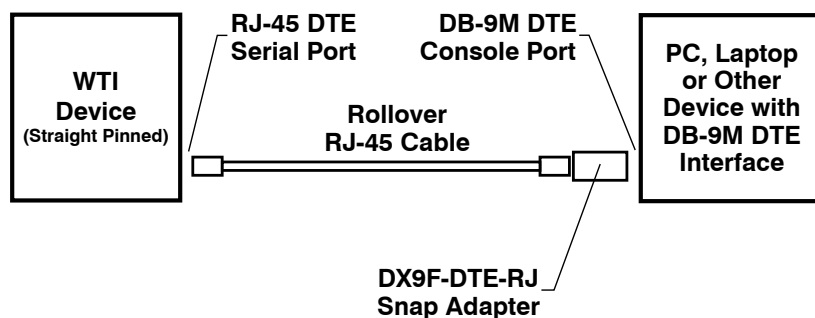 WTI
Device
(Straight Pinned)
RJ-45 DTE
Serial Port
Rollover
RJ-45 Cable
DB-9M DTE
Console Port
PC, Laptop
or Other
Device with
DB-9M DTE
Interface
DX9F-DTE-RJ
Snap Adapter